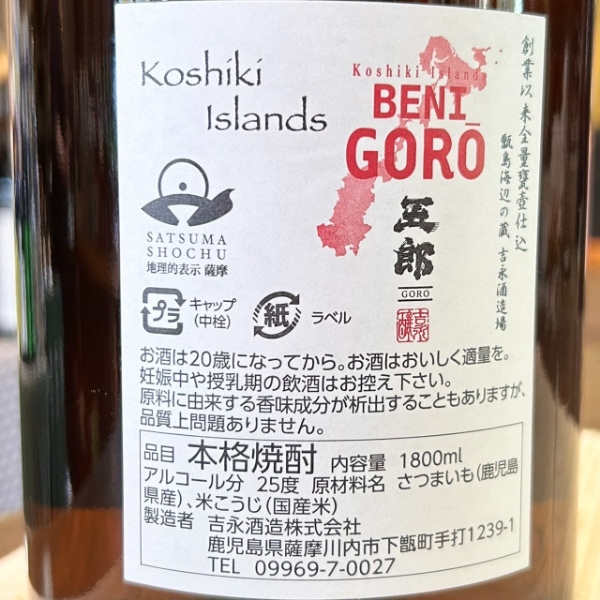 Koshiki
Islands
Koshiki Islands
BENI_
GORO
五郎
GORO
創業以来全量甕壺仕込
甑島海辺の蔵 吉永酒造場
SATSUMA
SHOCHU
地理的表示 薩摩
プラ キャップ
(中栓)
紙 ラベル
お酒は20歳になってから。お酒はおいしく適量を。
妊娠中や授乳期の飲酒はお控え下さい。
原料に由来する香味成分が析出することもありますが、
品質上問題ありません。
品目 本格焼酎 内容量 1800ml
アルコール分 25度 原材料名 さつまいも(鹿児島
県産)、米こうじ(国産米)
製造者 吉永酒造株式会社
鹿児島県薩摩川内市下甑町手打1239-1
TEL 09969-7-0027